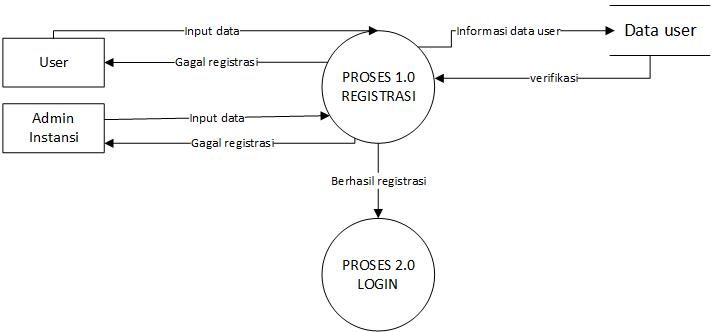 Input data
Informasi data user
Data user
User
Gagal registrasi
PROSES 1.0
REGISTRASI
verifikasi
Admin
Instansi
Input data
Gagal registrasi
Berhasil registrasi
PROSES 2.0
LOGIN